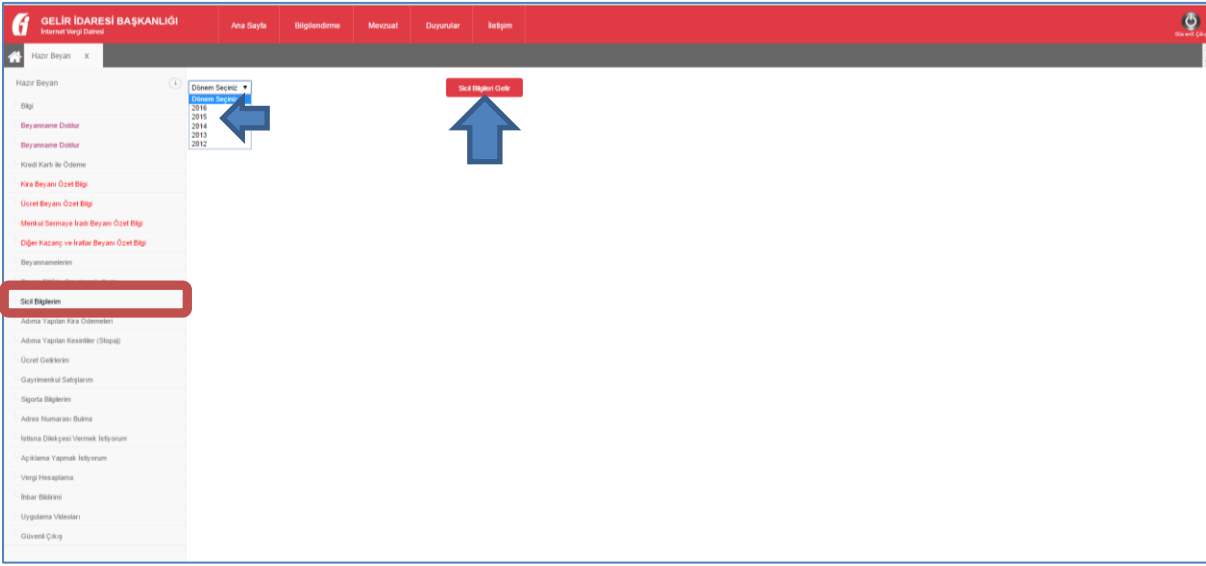 GELİR İDARESİ BAŞKANLIĞI
İnternet Vergi Dairesi
Ana Sayfa
Bilgilendirme
Mevzuat
Duyurular
İletişim
Güvenli Çıkış
Hazır Beyan X
Hazır Beyan
Bilgi
Beyanname Doldur
Beyanname Doldur
Kredi Kartı ile Ödeme
Kira Beyanı Özet Bilgi
Ücret Beyanı Özet Bilgi
Menkul Sermaye İradı Beyanı Özet Bilgi
Diğer Kazanç ve İratlar Beyanı Özet Bilgi
Beyannamelerim
Sicil Bilgilerim
Adıma Yapılan Kira Ödemeleri
Adıma Yapılan Kesintiler (Stopaj)
Ücret Gelirlerim
Gayrimenkul Satışlarım
Sigorta Bilgilerim
Adres Numarası Bulma
İstisna Dilekçesi Vermek İstiyorum
Açıklama Yapmak İstiyorum
Vergi Hesaplama
İhbar Bildirimi
Uygulama Videoları
Güvenli Çıkış
Dönem Seçiniz
Dönem Seçiniz
2016
2015
2014
2013
2012
Sicil Bilgileri Getir